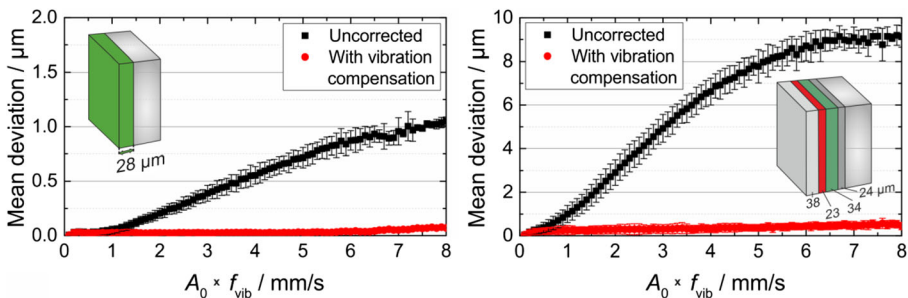 Mean deviation / µm
2.0
1.5
1.0
0.5
0.0
0 1 2 3 4 5 6 7 8
A₀ × f_vib / mm/s
Uncorrected
With vibration
compensation
28 µm
Mean deviation / µm
10
8
6
4
2
0
0 1 2 3 4 5 6 7 8
A₀ × f_vib / mm/s
Uncorrected
With vibration
compensation
38 23 34 24 µm